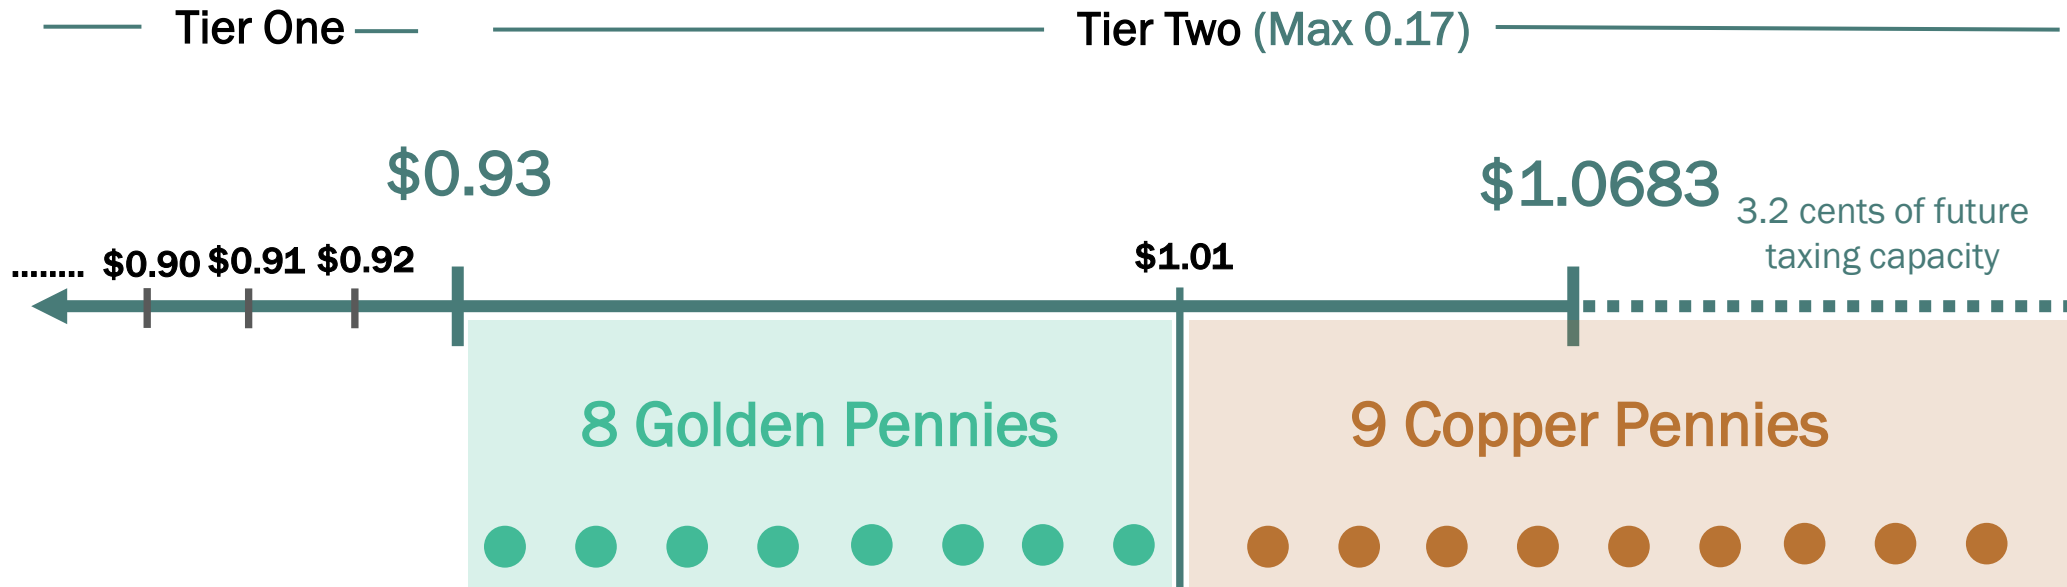 Tier One
Tier Two (Max 0.17)
$0.93
$1.0683
3.2 cents of future
taxing capacity
........ $0.90 $0.91 $0.92
$1.01
8 Golden Pennies
9 Copper Pennies